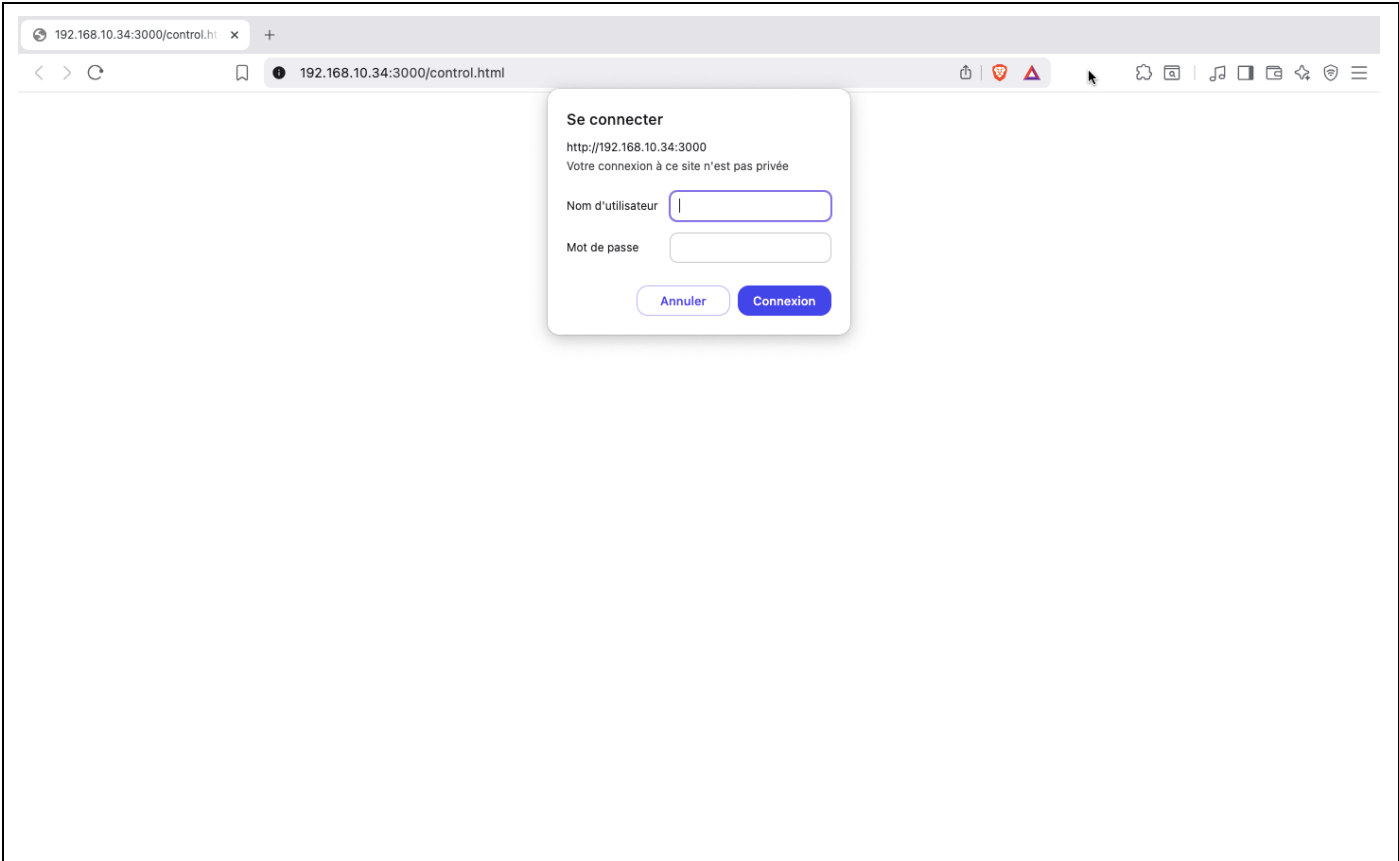 192.168.10.34:3000/control.ht
192.168.10.34:3000/control.html
Se connecter
http://192.168.10.34:3000
Votre connexion à ce site n'est pas privée
Nom d'utilisateur
Mot de passe
Annuler Connexion